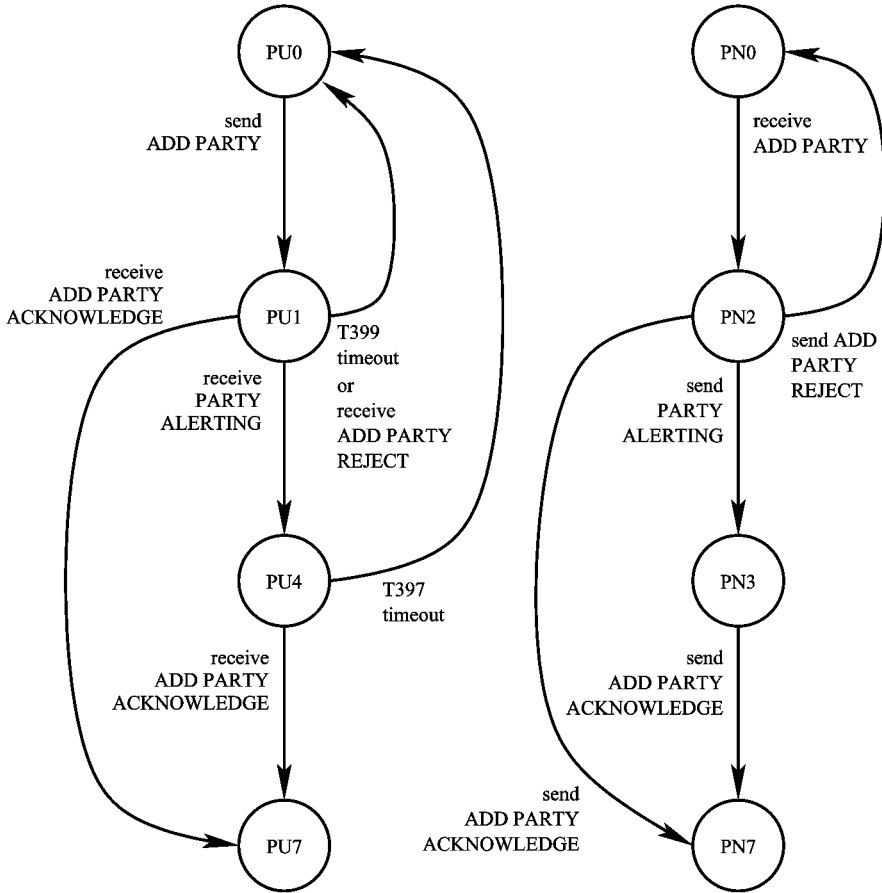 PU0
send
ADD PARTY
receive
ADD PARTY
ACKNOWLEDGE
PU1
T399
timeout
or
receive
ADD PARTY
REJECT
receive
PARTY
ALERTING
PU4
T397
timeout
receive
ADD PARTY
ACKNOWLEDGE
PU7
PN0
receive
ADD PARTY
PN2
send ADD
PARTY
REJECT
send
PARTY
ALERTING
PN3
send
ADD PARTY
ACKNOWLEDGE
send
ADD PARTY
ACKNOWLEDGE
PN7